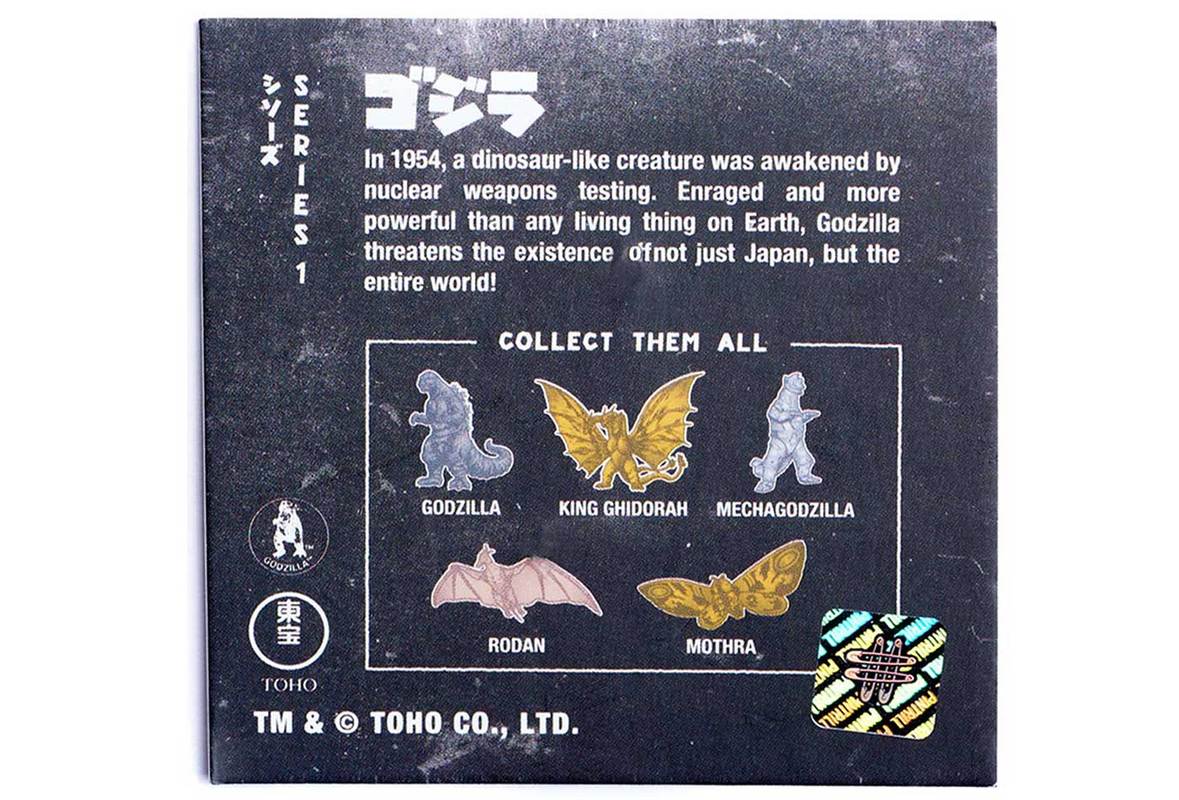 シソーズ
SERIES 1
ゴジラ
In 1954, a dinosaur-like creature was awakened by
nuclear weapons testing. Enraged and more
powerful than any living thing on Earth, Godzilla
threatens the existence ofnot just Japan, but the
entire world!
COLLECT THEM ALL
GODZILLA
KING GHIDORAH
MECHAGODZILLA
RODAN
MOTHRA
GODZILLA™
東宝
TOHO
TM & © TOHO CO., LTD.